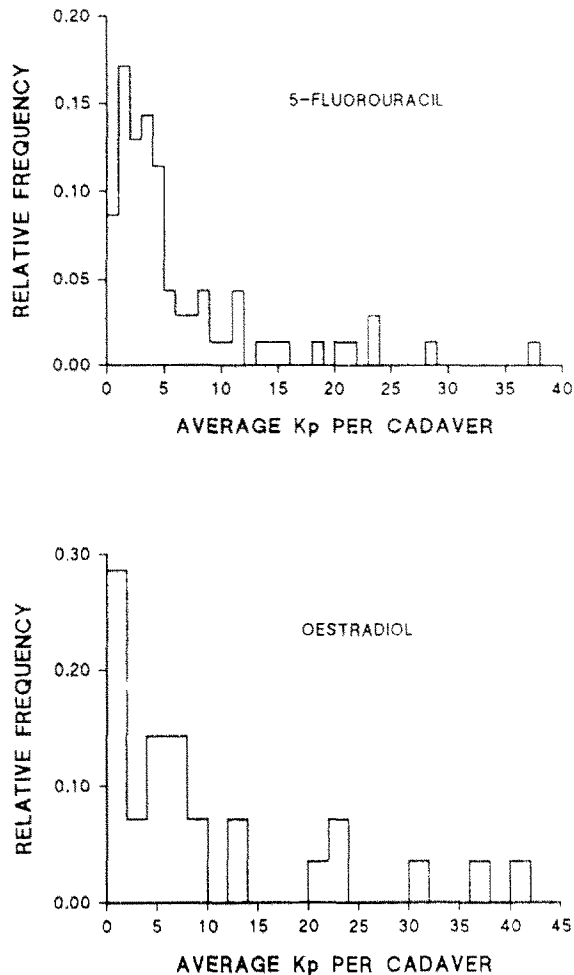 RELATIVE FREQUENCY
0.20
0.15
0.10
0.05
0.00
5-FLUOROURACIL
0 5 10 15 20 25 30 35 40
AVERAGE Kp PER CADAVER
RELATIVE FREQUENCY
0.30
0.20
0.10
0.00
OESTRADIOL
0 5 10 15 20 25 30 35 40 45
AVERAGE Kp PER CADAVER